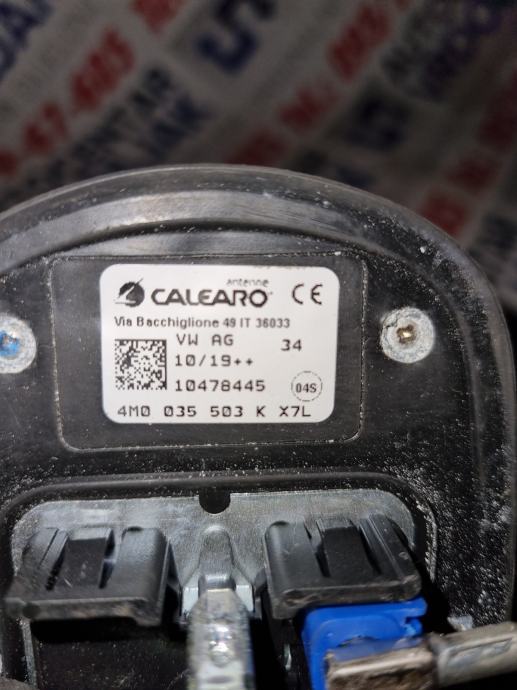 antenne
CALEARO CE
Via Bacchiglione 49 IT 36033
VW AG 34
10/19++
10478445 04S
4M0 035 503 K X7L